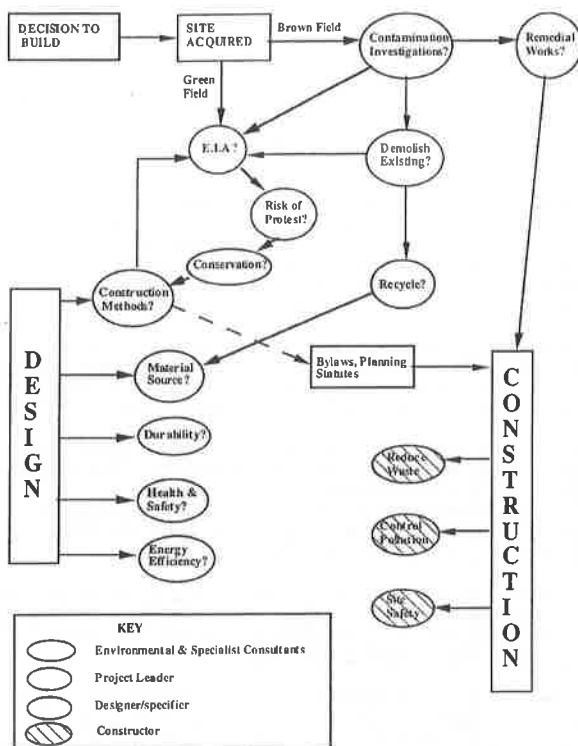 DECISION TO
BUILD
SITE
ACQUIRED
Brown Field
Contamination
Investigations?
Remedial
Works?
Green
Field
E.I.A?
Demolish
Existing?
Risk of
Protest?
Conservation?
Construction
Methods?
Recycle?
DESIGN
Material
Source?
Bylaws, Planning
Statutes
CONSTRUCTION
Durability?
Reduce
Waste
Health &
Safety?
Control
Pollution
Energy
Efficiency?
Site
Safety
KEY
Environmental & Specialist Consultants
Project Leader
Designer/specifier
Constructor